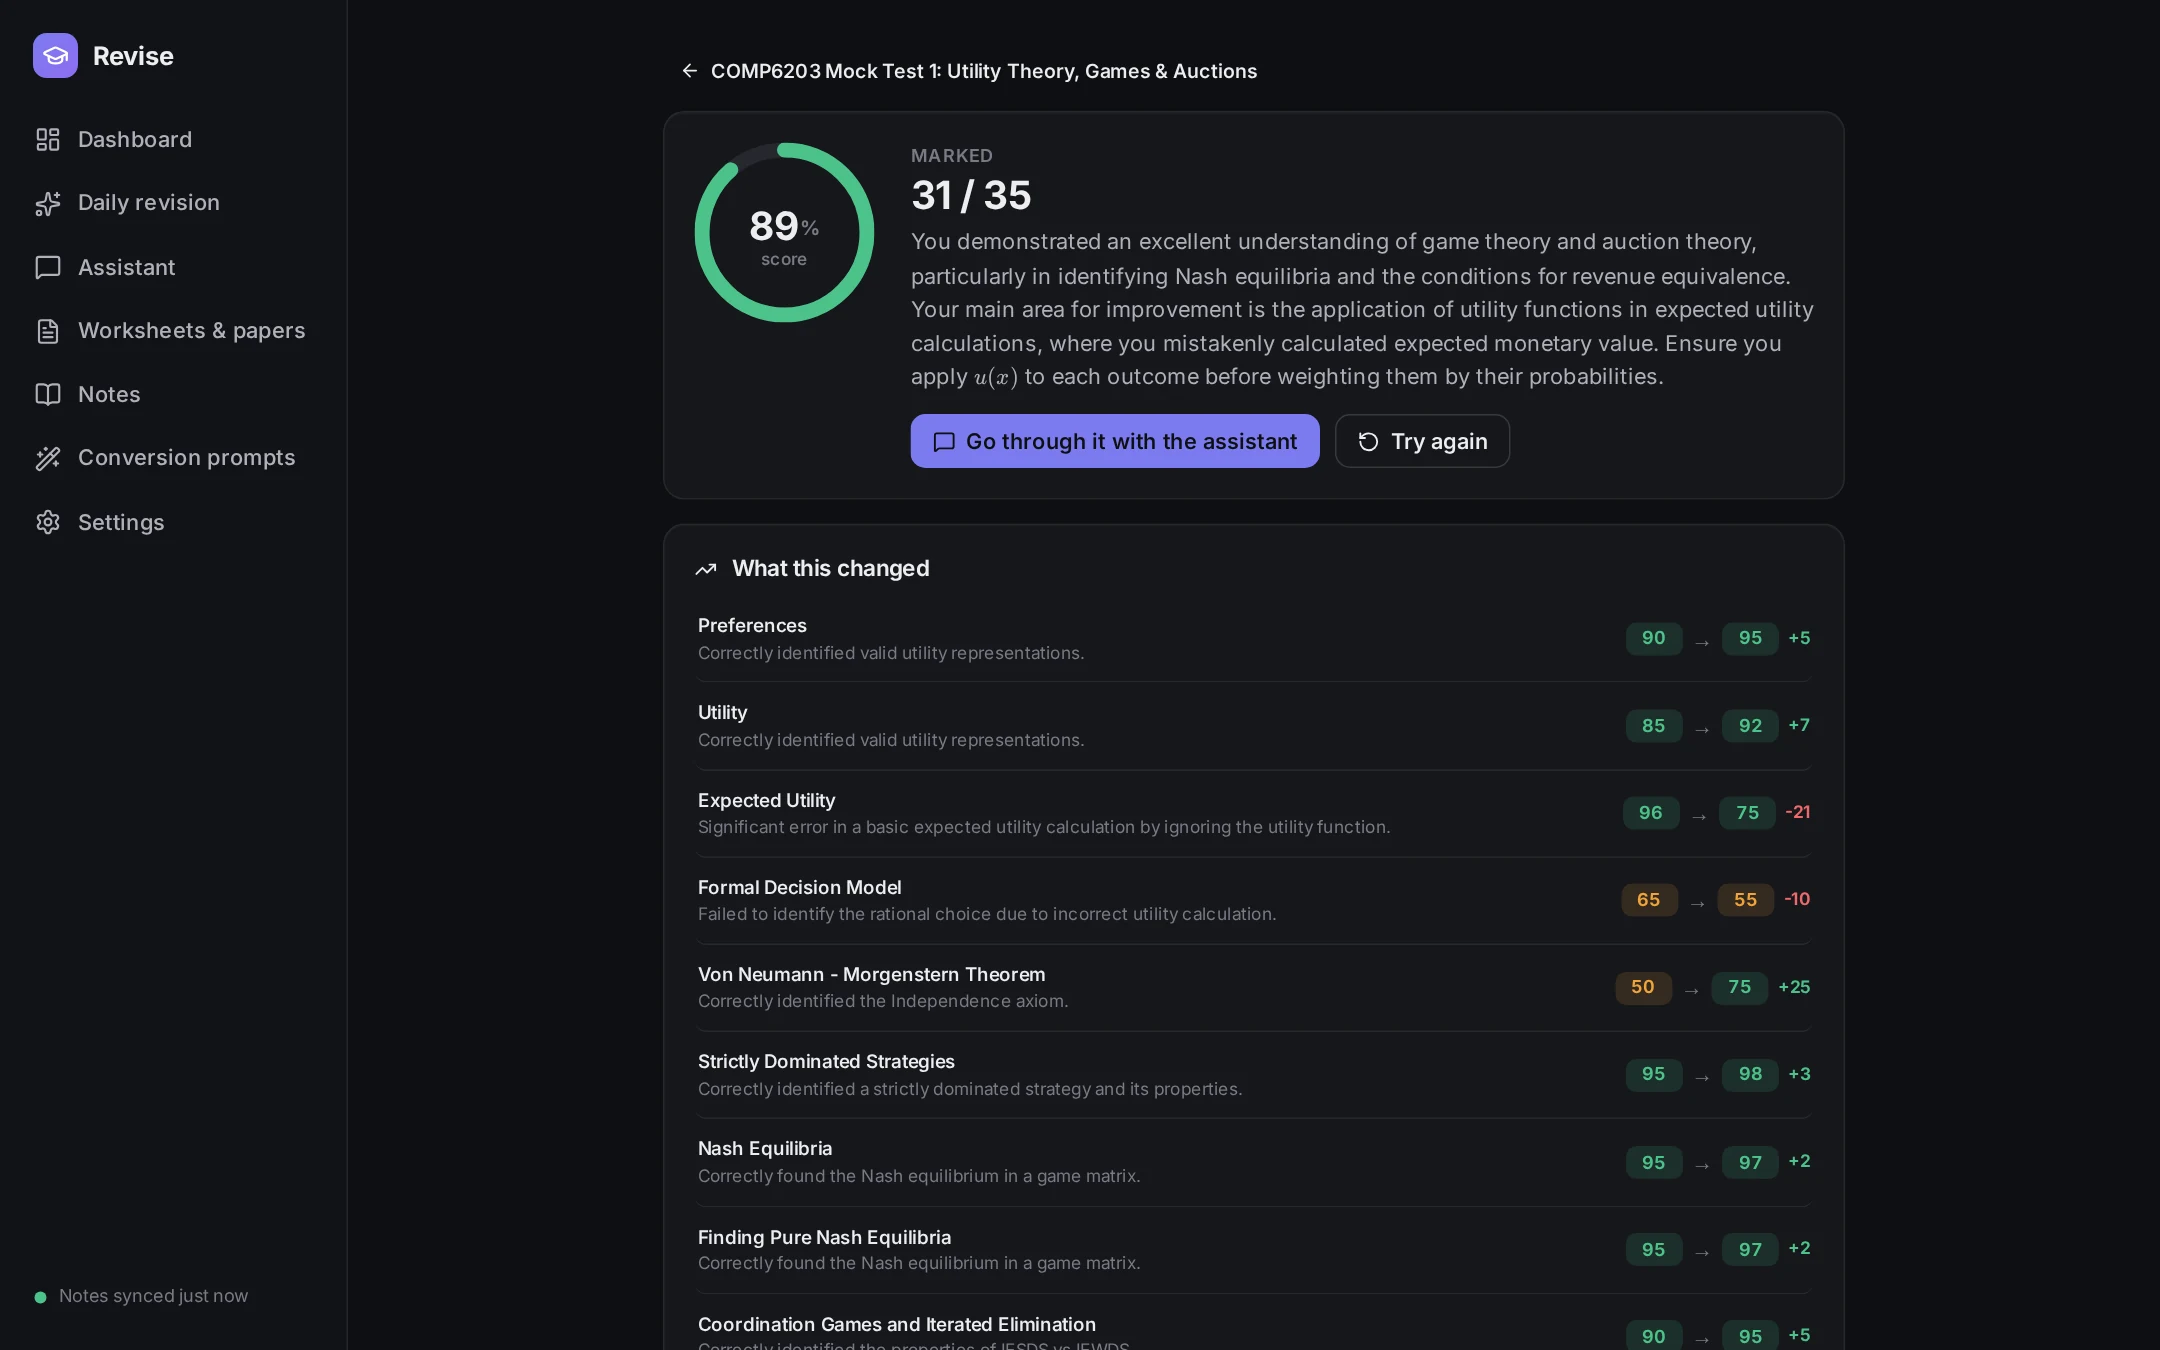 Revise
Dashboard
Daily revision
Assistant
Worksheets & papers
Notes
Conversion prompts
Settings
Notes synced just now
← COMP6203 Mock Test 1: Utility Theory, Games & Auctions
89%
score
MARKED
31 / 35
You demonstrated an excellent understanding of game theory and auction theory,
particularly in identifying Nash equilibria and the conditions for revenue equivalence.
Your main area for improvement is the application of utility functions in expected utility
calculations, where you mistakenly calculated expected monetary value. Ensure you
apply u(x) to each outcome before weighting them by their probabilities.
Go through it with the assistant
Try again
What this changed
Preferences
Correctly identified valid utility representations.
90 → 95 +5
Utility
Correctly identified valid utility representations.
85 → 92 +7
Expected Utility
Significant error in a basic expected utility calculation by ignoring the utility function.
96 → 75 -21
Formal Decision Model
Failed to identify the rational choice due to incorrect utility calculation.
65 → 55 -10
Von Neumann - Morgenstern Theorem
Correctly identified the Independence axiom.
50 → 75 +25
Strictly Dominated Strategies
Correctly identified a strictly dominated strategy and its properties.
95 → 98 +3
Nash Equilibria
Correctly found the Nash equilibrium in a game matrix.
95 → 97 +2
Finding Pure Nash Equilibria
Correctly found the Nash equilibrium in a game matrix.
95 → 97 +2
Coordination Games and Iterated Elimination
Correctly identified the properties of IESDS vs IEWDS.
90 → 95 +5